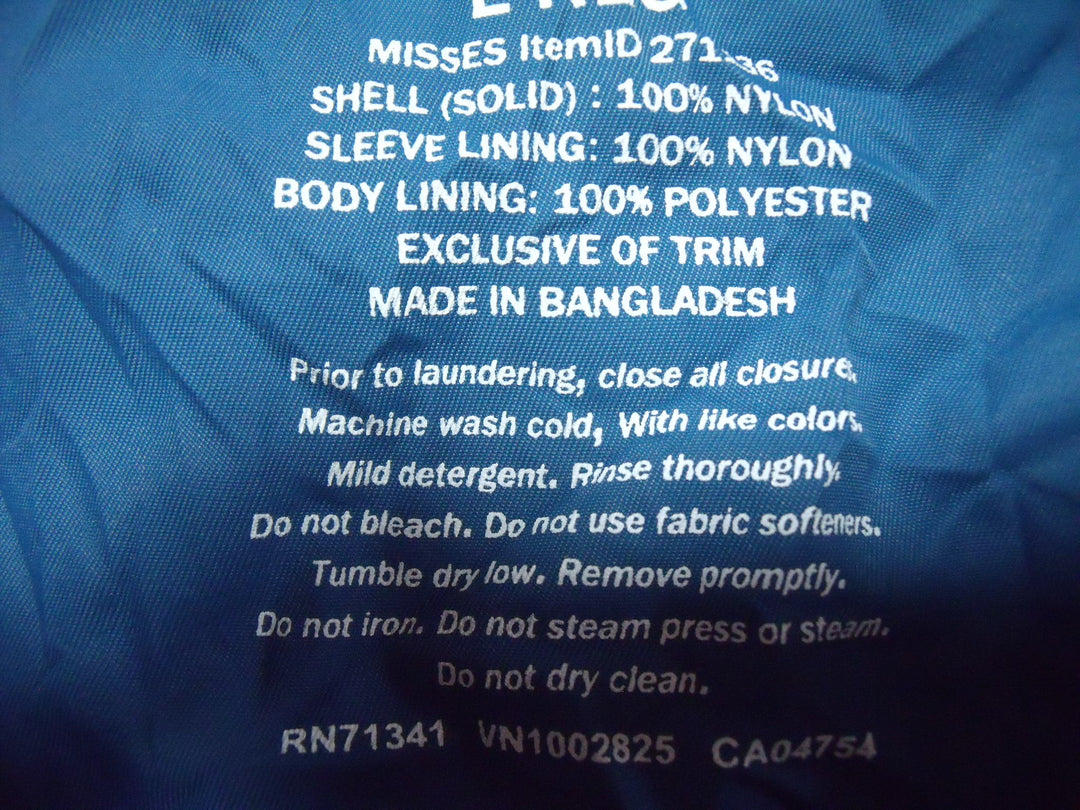 L REG
MISSES ItemID
SHELL (SOLID) : 100% NYLON
SLEEVE LINING: 100% NYLON
BODY LINING: 100% POLYESTER
EXCLUSIVE OF TRIM
MADE IN BANGLADESH
Prior to laundering, close all closure.
Machine wash cold, With like colors,
Mild detergent. Rinse thoroughly.
Do not bleach. Do not use fabric softeners.
Tumble dry low. Remove promptly.
Do not iron. Do not steam press or steam.
Do not dry clean.
RN71341 VN1002825 CA04754